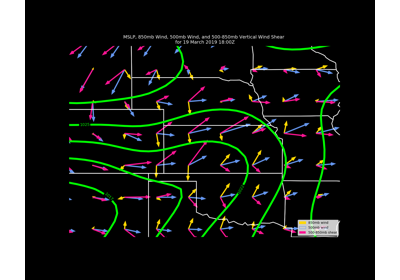 MSLP, 850mb Wind, 500mb Wind, and 500-850mb Vertical Wind Shear
for 19 March 2019 18:00Z
850mb wind
500mb wind
500-850mb shear